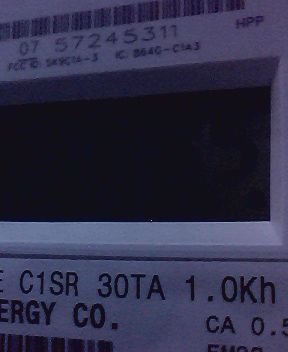 HPP
07 57245311
FCC ID: SK9C1A-3 IC: 864G-C1A3
E C1SR 30TA 1.0Kh
ERGY CO.
CA 0.5